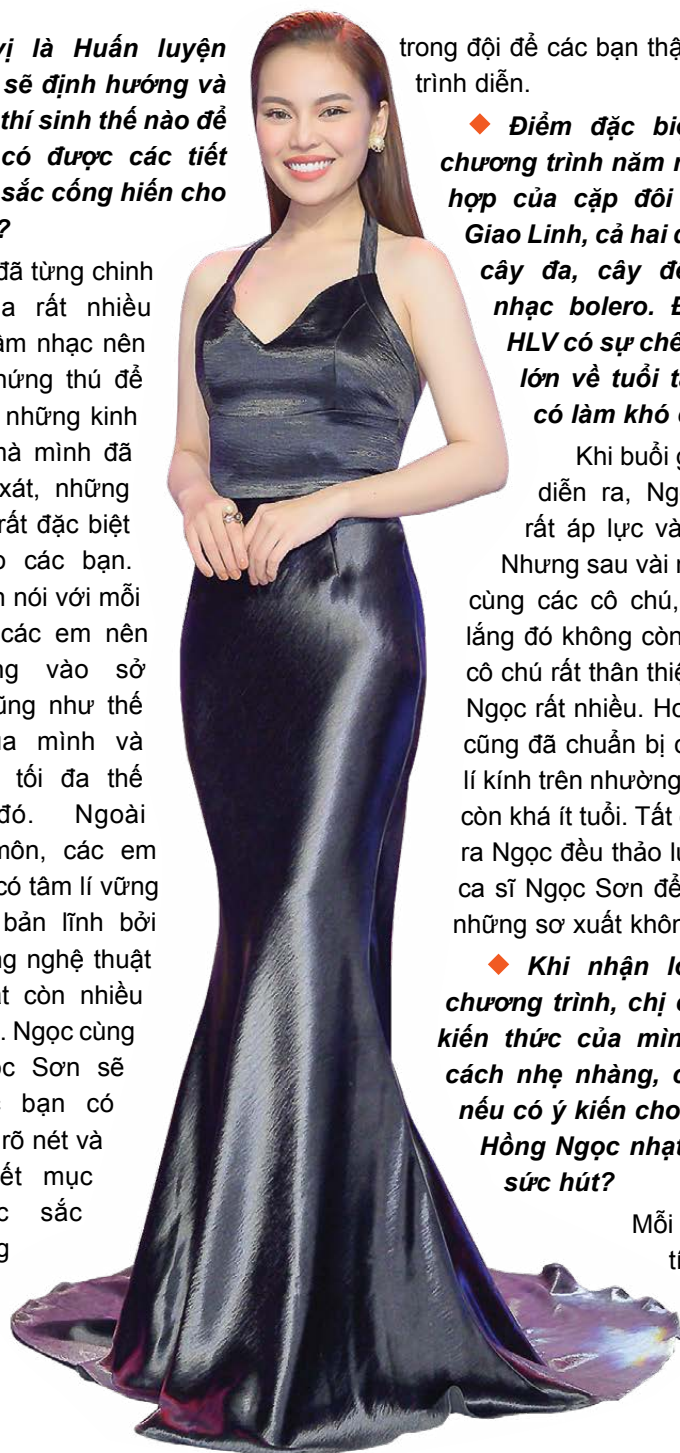 vị là Huấn luyện
sẽ định hướng và
thí sinh thế nào để
có được các tiết
sắc cống hiến cho
?
đã từng chinh
a rất nhiều
âm nhạc nên
hứng thú để
những kinh
mà mình đã
xát, những
rất đặc biệt
o các bạn.
n nói với mỗi
các em nên
ng vào sở
ũng như thế
ủa mình và
tối đa thế
đó. Ngoài
môn, các em
có tâm lí vững
bản lĩnh bởi
ng nghệ thuật
ật còn nhiều
. Ngọc cùng
ọc Sơn sẽ
c bạn có
rõ nét và
ết mục
c sắc
g
trong đội để các bạn thậ
trình diễn.
◆ Điểm đặc biệ
chương trình năm n
hợp của cặp đôi
Giao Linh, cả hai đ
cây đa, cây đề
nhạc bolero. Đ
HLV có sự chê
lớn về tuổi tá
có làm khó c
Khi buổi g
diễn ra, Ngọ
rất áp lực và
Nhưng sau vài n
cùng các cô chú,
lắng đó không còn
cô chú rất thân thiệ
Ngọc rất nhiều. Hơ
cũng đã chuẩn bị c
lí kính trên nhường
còn khá ít tuổi. Tất c
ra Ngọc đều thảo lu
ca sĩ Ngọc Sơn để
những sơ xuất khôn
◆ Khi nhận lờ
chương trình, chị c
kiến thức của mìn
cách nhẹ nhàng, c
nếu có ý kiến cho
Hồng Ngọc nhạt
sức hút?
Mỗi
tí